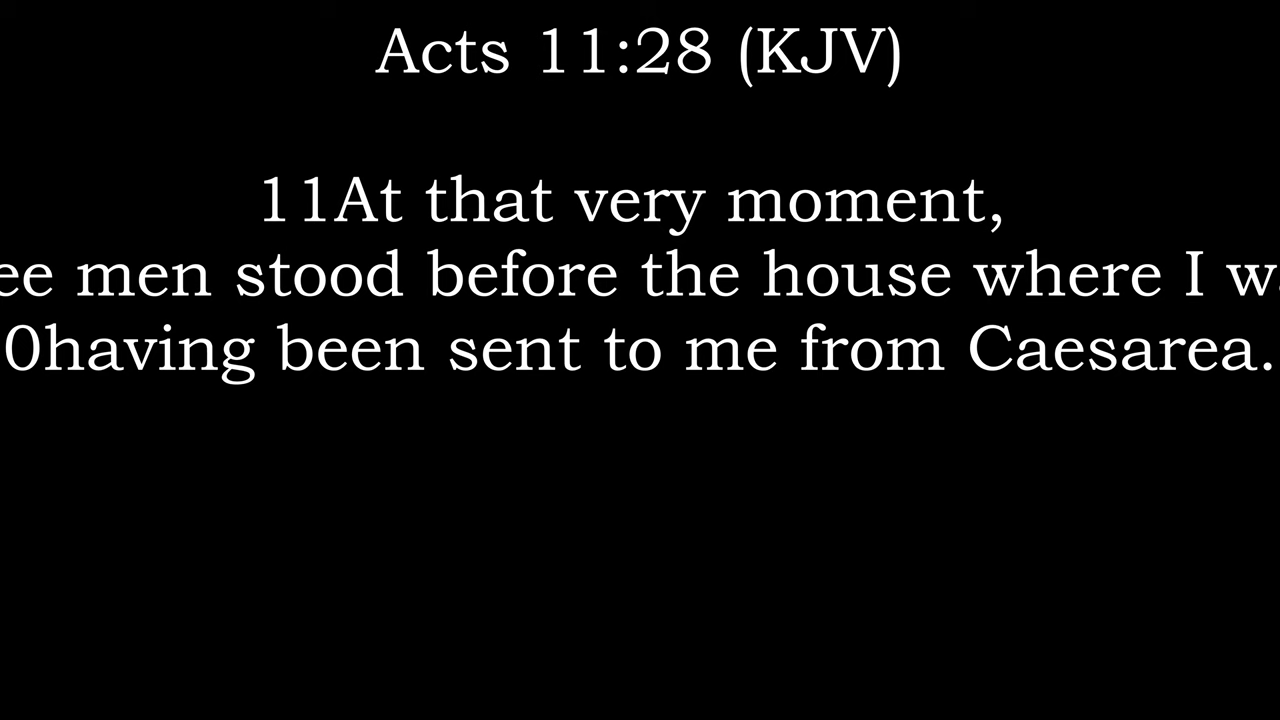 Acts 11:28 (KJV)
11At that very moment,
ee men stood before the house where I w
0having been sent to me from Caesarea.